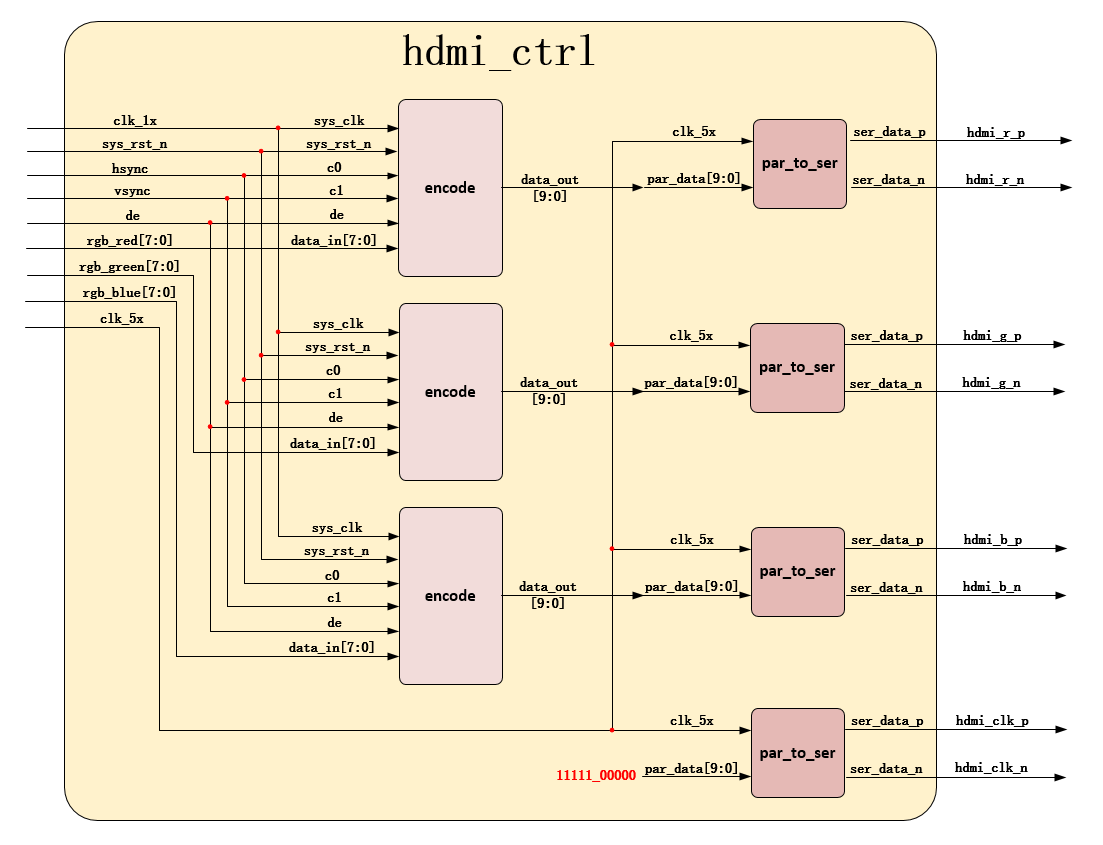 hdmi_ctrl
clk_1x
sys_rst_n
hsync
vsync
de
rgb_red[7:0]
rgb_green[7:0]
rgb_blue[7:0]
clk_5x
sys_clk
sys_rst_n
c0
c1
de
data_in[7:0]
encode
data_out
[9:0]
clk_5x
par_data[9:0]
par_to_ser
ser_data_p
ser_data_n
hdmi_r_p
hdmi_r_n
sys_clk
sys_rst_n
c0
c1
de
data_in[7:0]
encode
data_out
[9:0]
clk_5x
par_data[9:0]
par_to_ser
ser_data_p
ser_data_n
hdmi_g_p
hdmi_g_n
sys_clk
sys_rst_n
c0
c1
de
data_in[7:0]
encode
data_out
[9:0]
clk_5x
par_data[9:0]
par_to_ser
ser_data_p
ser_data_n
hdmi_b_p
hdmi_b_n
clk_5x
11111_00000
par_data[9:0]
par_to_ser
ser_data_p
ser_data_n
hdmi_clk_p
hdmi_clk_n